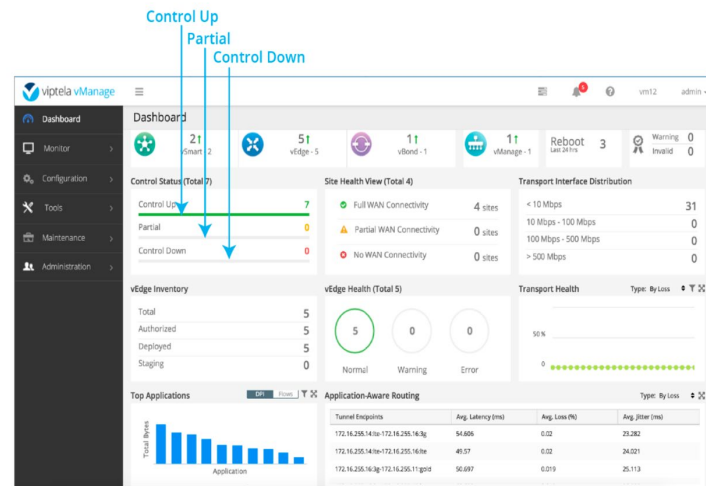 Control Up
Partial
Control Down
viptela vManage
5
vm12
admin
Dashboard
Monitor
Configuration
Tools
Maintenance
Administration
Dashboard
2↑
vSmart - 2
5↑
vEdge - 5
1↑
vBond - 1
1↑
vManage - 1
Reboot
Last 24 hrs
3
Warning 0
Invalid 0
Control Status (Total 7)
Control Up 7
Partial 0
Control Down 0
Site Health View (Total 4)
Full WAN Connectivity 4 sites
Partial WAN Connectivity 0 sites
No WAN Connectivity 0 sites
Transport Interface Distribution
< 10 Mbps 31
10 Mbps - 100 Mbps 0
100 Mbps - 500 Mbps 0
> 500 Mbps 0
vEdge Inventory
Total 5
Authorized 5
Deployed 5
Staging 0
vEdge Health (Total 5)
5 0 0
Normal Warning Error
Transport Health Type: By Loss
50 %
0
Top Applications DPI Flows
Total Bytes
Application
Application-Aware Routing Type: By Loss
Tunnel Endpoints Avg. Latency (ms) Avg. Loss (%) Avg. Jitter (ms)
172.16.255.14:lte-172.16.255.16:3g 54.606 0.02 23.282
172.16.255.14:lte-172.16.255.16:lte 49.57 0.02 24.021
172.16.255.16:3g-172.16.255.11:gold 50.697 0.019 25.113